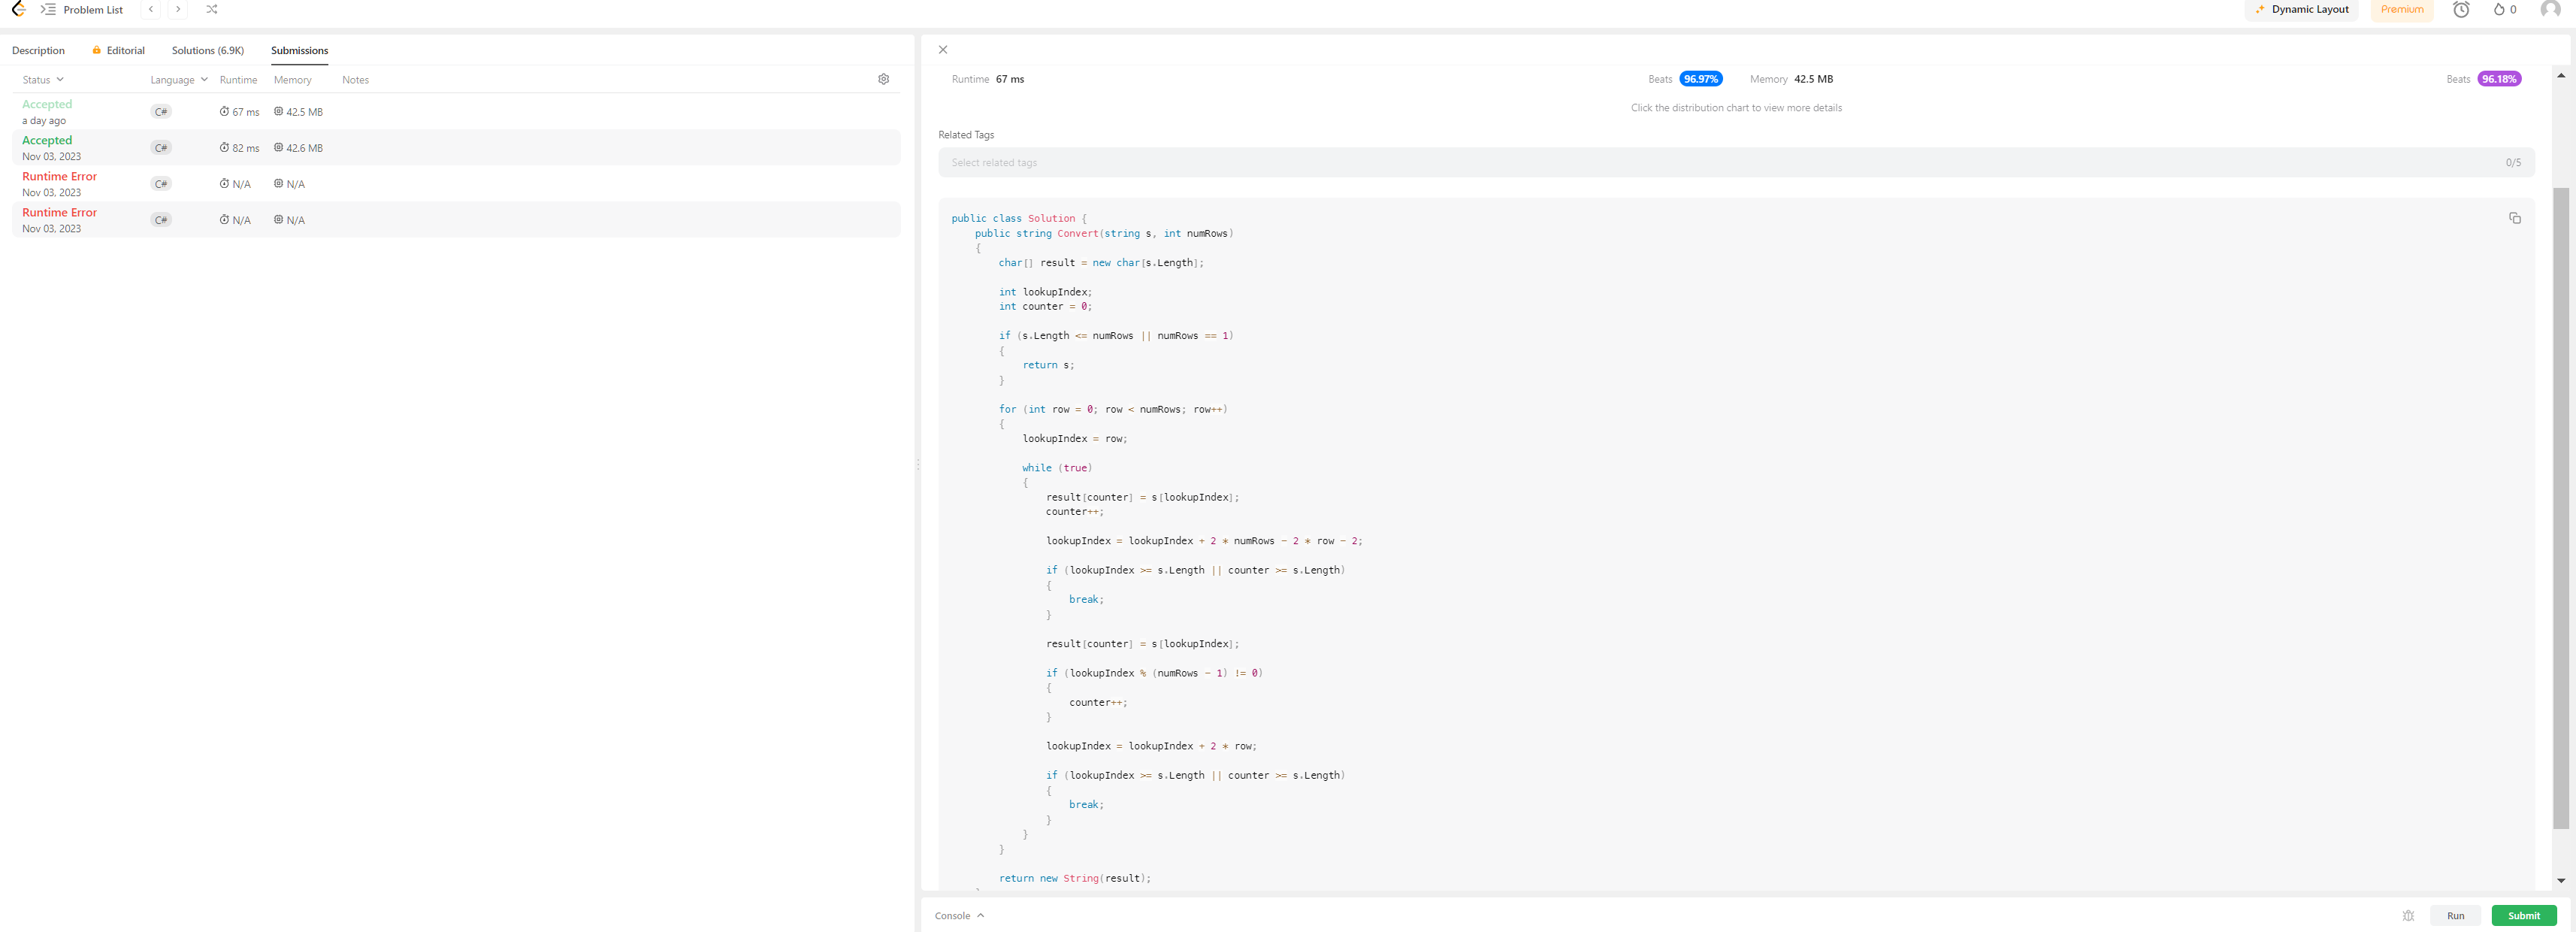 Problem List
Dynamic Layout
Premium
0
Description
Editorial
Solutions (6.9K)
Submissions
Status
Language
Runtime
Memory
Notes
Accepted
a day ago
C#
67 ms
42.5 MB
Accepted
Nov 03, 2023
C#
82 ms
42.6 MB
Runtime Error
Nov 03, 2023
C#
N/A
N/A
Runtime Error
Nov 03, 2023
C#
N/A
N/A
Runtime 67 ms
Beats 96.97%
Memory 42.5 MB
Beats 96.18%
Click the distribution chart to view more details
Related Tags
Select related tags
0/5
public class Solution {
    public string Convert(string s, int numRows)
    {
        char[] result = new char[s.Length];
        int lookupIndex;
        int counter = 0;
        if (s.Length <= numRows || numRows == 1)
        {
            return s;
        }
        for (int row = 0; row < numRows; row++)
        {
            lookupIndex = row;
            while (true)
            {
                result[counter] = s[lookupIndex];
                counter++;
                lookupIndex = lookupIndex + 2 * numRows - 2 * row - 2;
                if (lookupIndex >= s.Length || counter >= s.Length)
                {
                    break;
                }
                result[counter] = s[lookupIndex];
                if (lookupIndex % (numRows - 1) != 0)
                {
                    counter++;
                }
                lookupIndex = lookupIndex + 2 * row;
                if (lookupIndex >= s.Length || counter >= s.Length)
                {
                    break;
                }
            }
        }
        return new String(result);
Console
Run
Submit